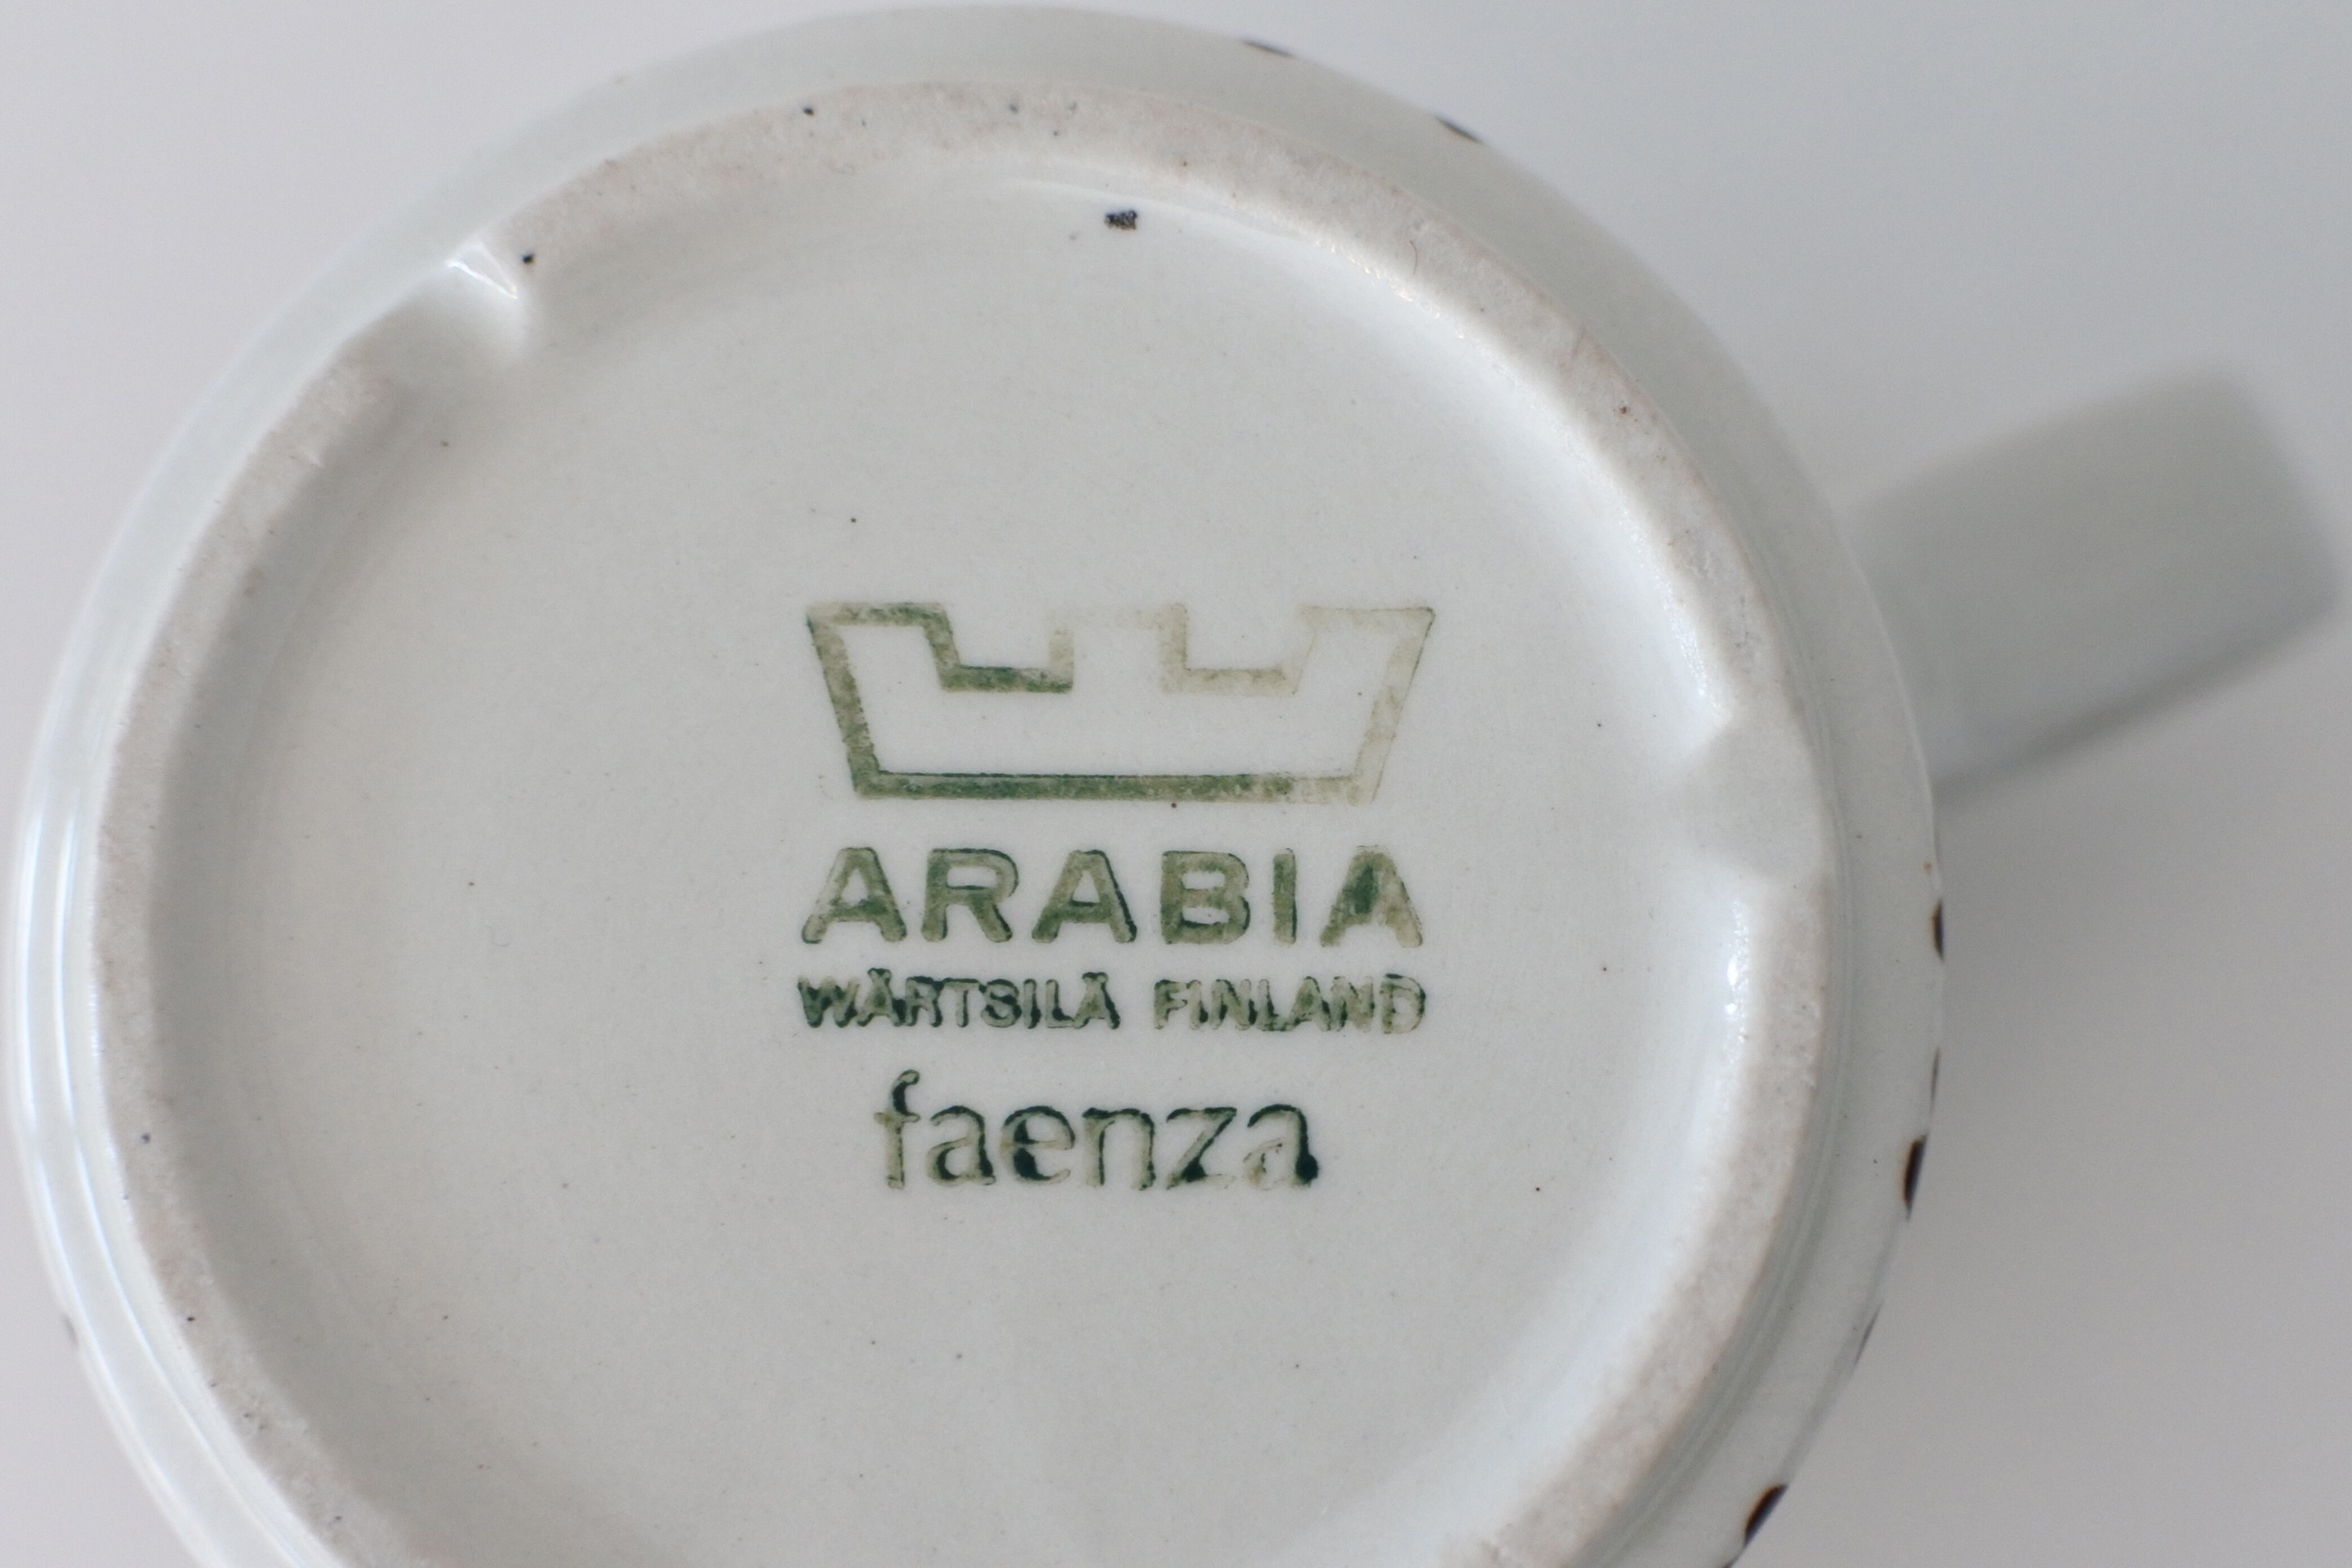 ARABIA
WÄRTSILÄ FINLAND
faenza